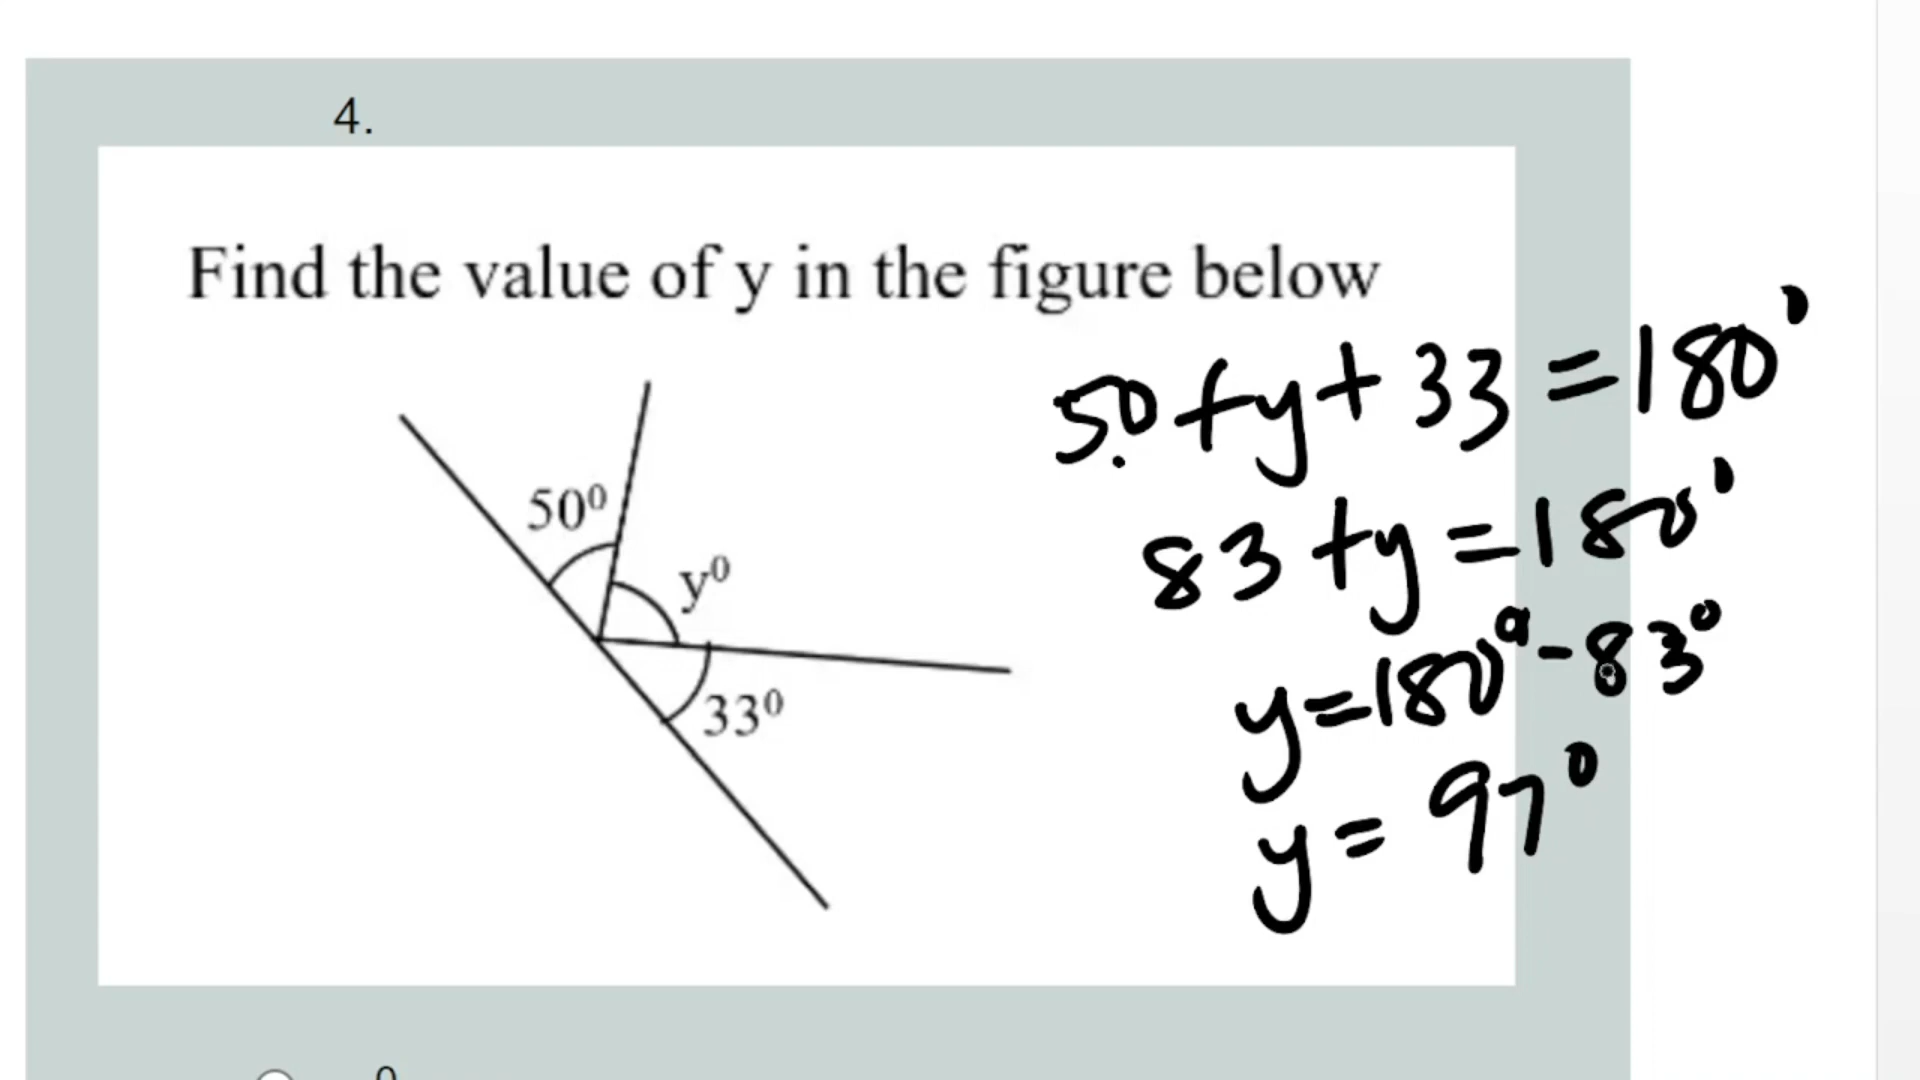 4.
Find the value of y in the figure below
50+y+33=180°
50⁰
83+y=180°
y⁰
y=180°-83°
33⁰
y=97°